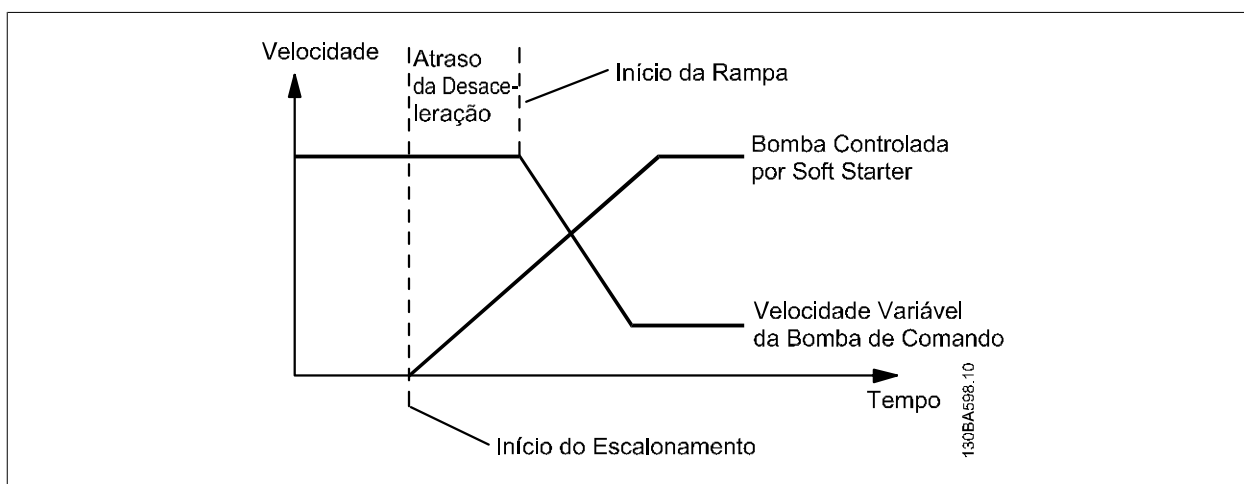 Velocidade
Atraso
da Desace-
leração
Início da Rampa
Bomba Controlada
por Soft Starter
Velocidade Variável
da Bomba de Comando
Tempo
Início do Escalonamento
130BA598.10